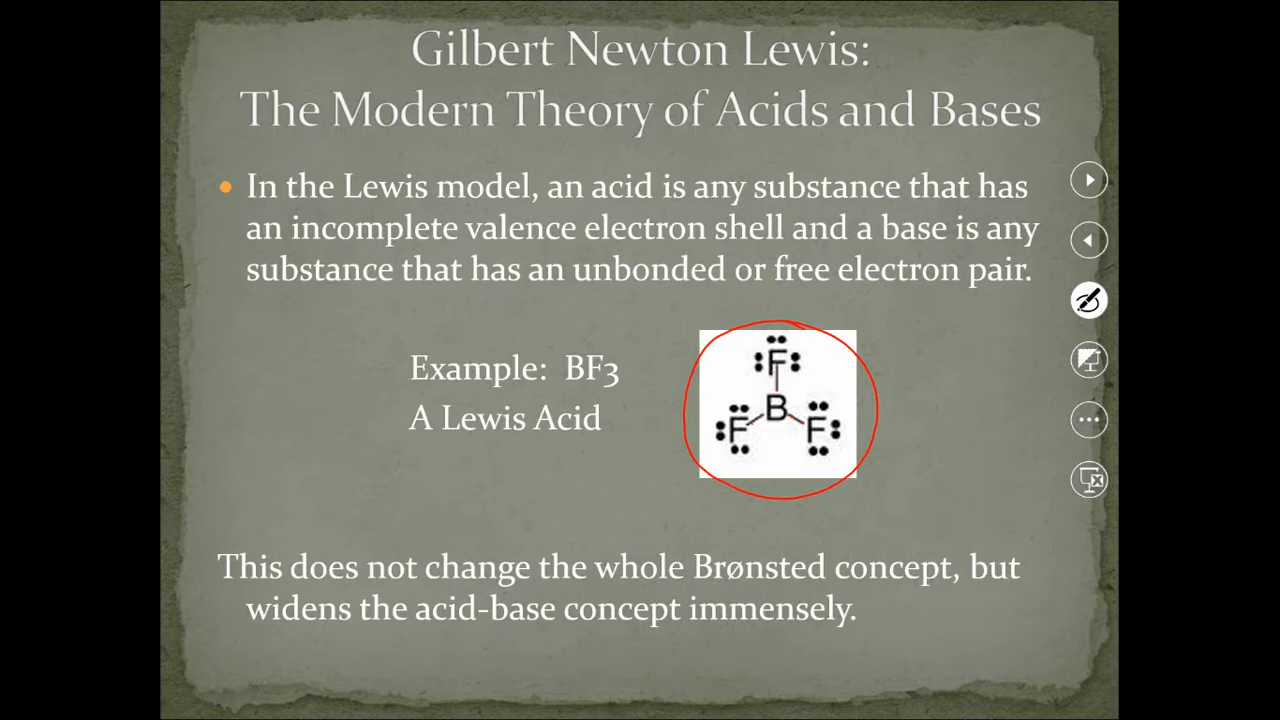 Gilbert Newton Lewis:
The Modern Theory of Acids and Bases
• In the Lewis model, an acid is any substance that has
an incomplete valence electron shell and a base is any
substance that has an unbonded or free electron pair.
Example: BF3
A Lewis Acid
F
B
F F
This does not change the whole Brønsted concept, but
widens the acid-base concept immensely.